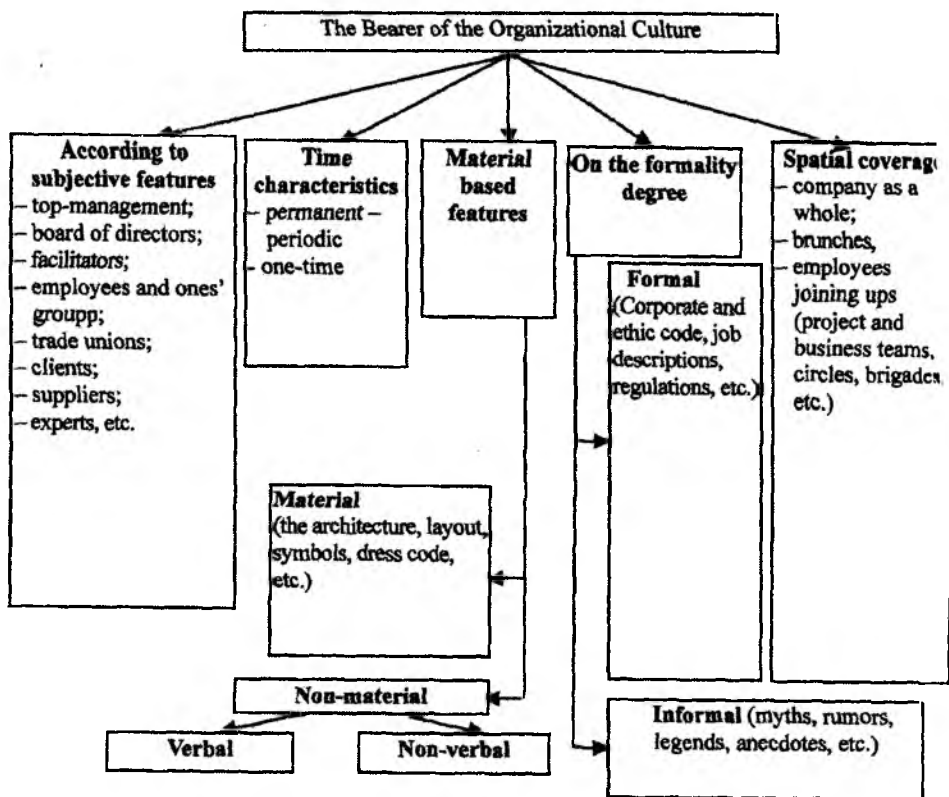 The Bearer of the Organizational Culture
According to
subjective features
– top-management;
– board of directors;
– facilitators;
– employees and ones'
groupp;
– trade unions;
– clients;
– suppliers;
– experts, etc.
Time
characteristics
– permanent –
periodic
- one-time
Material
based
features
On the formality
degree
Spatial coverag
– company as a
whole;
– brunches,
– employees
joining ups
(project and
business teams,
circles, brigades
etc.)
Formal
(Corporate and
ethic code, job
descriptions,
regulations, etc.)
Material
(the architecture, layout,
symbols, dress code,
etc.)
Non-material
Verbal
Non-verbal
Informal (myths, rumors,
legends, anecdotes, etc.)